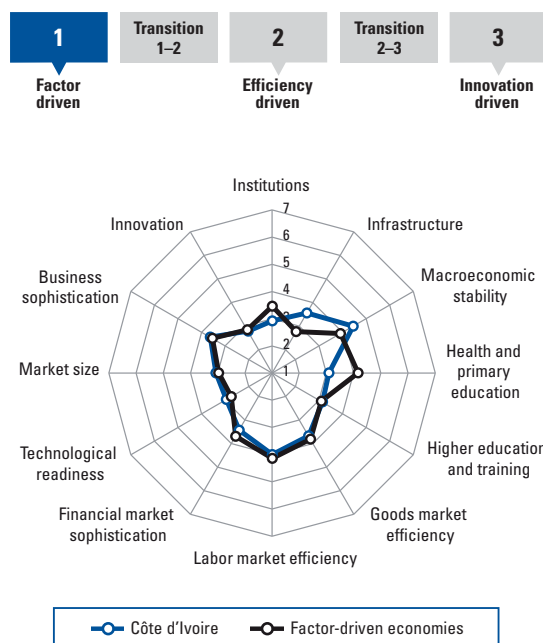 1
Transition
1–2
2
Transition
2–3
3
Factor
driven
Efficiency
driven
Innovation
driven
Institutions
7
6
5
4
3
2
1
Infrastructure
Macroeconomic
stability
Health and
primary
education
Higher education
and training
Goods market
efficiency
Labor market efficiency
Financial market
sophistication
Technological
readiness
Market size
Business
sophistication
Innovation
Côte d'Ivoire
Factor-driven economies